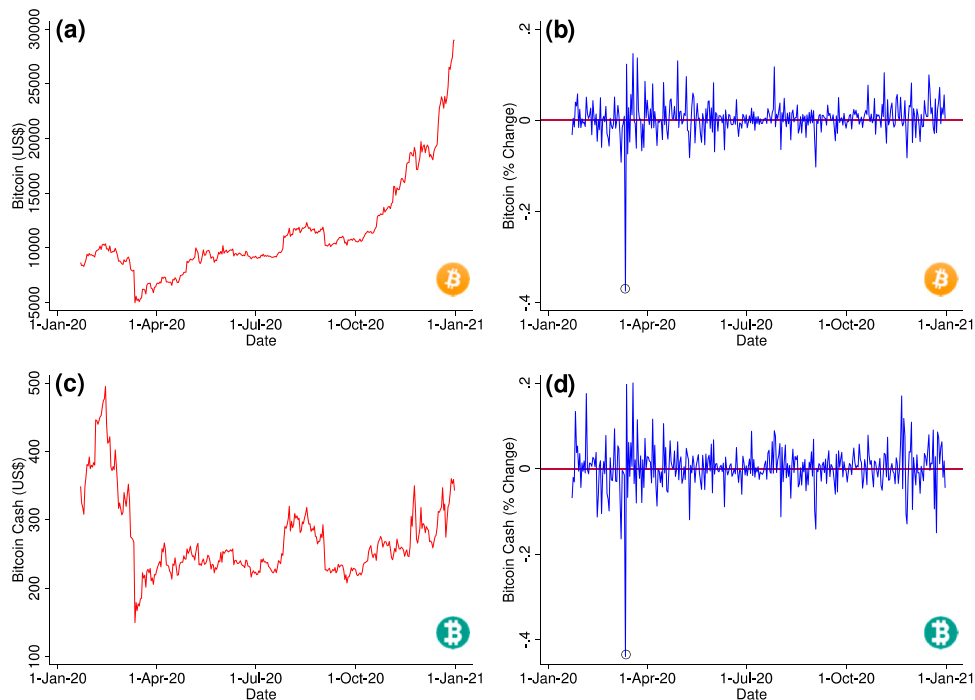 (a)
Bitcoin (US$)
30000
25000
20000
15000
10000
5000
1-Jan-20
1-Apr-20
1-Jul-20
1-Oct-20
1-Jan-21
Date
(b)
Bitcoin (% Change)
.2
0
-.2
-.4
1-Jan-20
1-Apr-20
1-Jul-20
1-Oct-20
1-Jan-21
Date
(c)
Bitcoin Cash (US$)
500
400
300
200
100
1-Jan-20
1-Apr-20
1-Jul-20
1-Oct-20
1-Jan-21
Date
(d)
Bitcoin Cash (% Change)
.2
0
-.2
-.4
1-Jan-20
1-Apr-20
1-Jul-20
1-Oct-20
1-Jan-21
Date